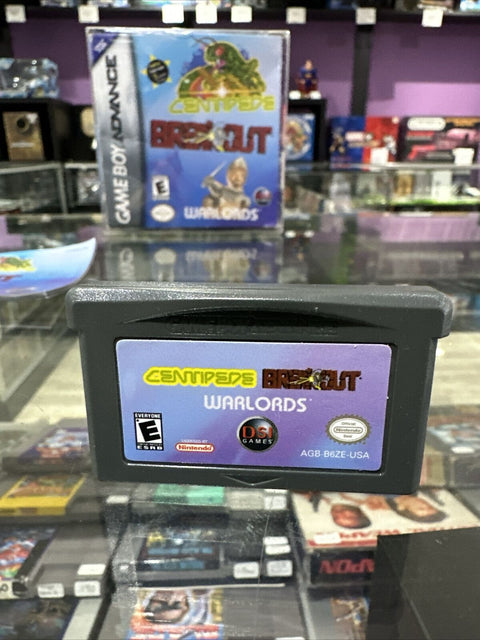 GAME BOY ADVANCE
CENTIPEDE
BREAKOUT
E
WARLORDS
CENTIPEDE BREAKOUT
WARLORDS
EVERYONE
E
ESRB
LICENSED BY
Nintendo
DSI
GAMES
Official
Nintendo
Seal
AGB-B6ZE-USA